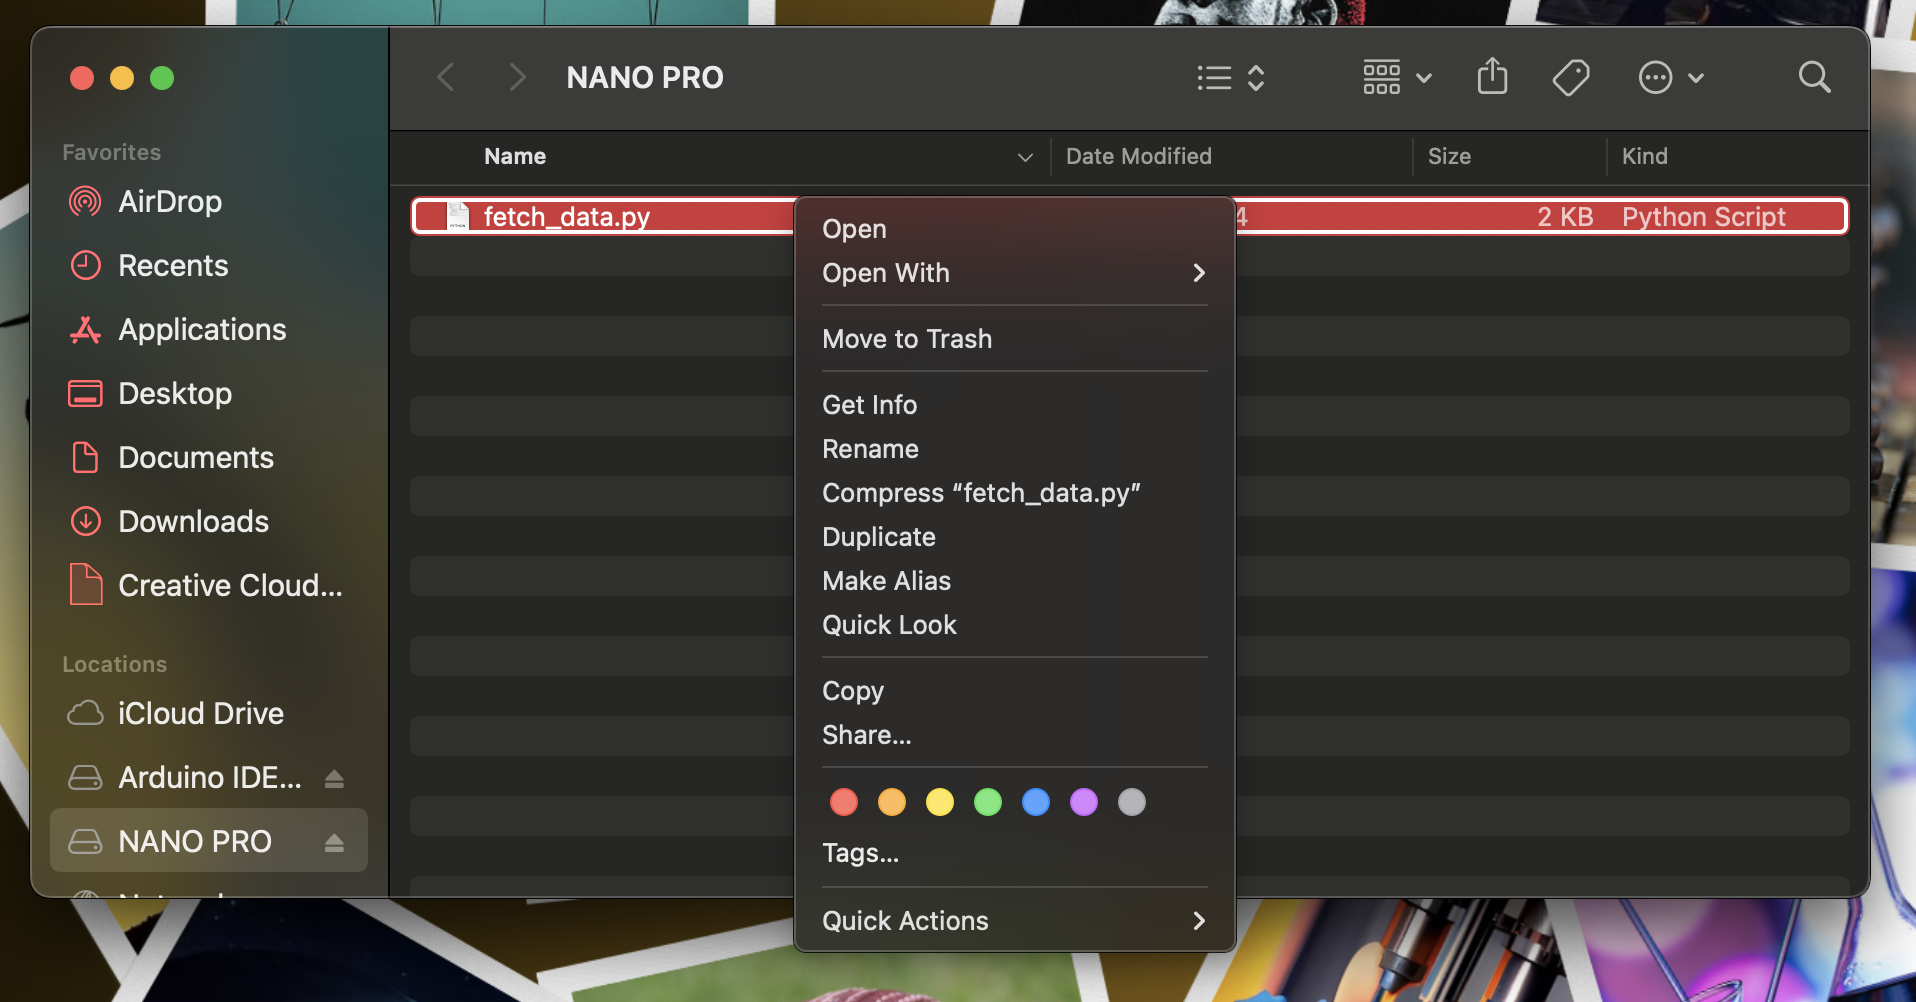 NANO PRO
Favorites
AirDrop
Recents
Applications
Desktop
Documents
Downloads
Creative Cloud...
Locations
iCloud Drive
Arduino IDE...
NANO PRO
Name
Date Modified
Size
Kind
fetch_data.py
4
2 KB
Python Script
Open
Open With
Move to Trash
Get Info
Rename
Compress “fetch_data.py”
Duplicate
Make Alias
Quick Look
Copy
Share...
Tags...
Quick Actions